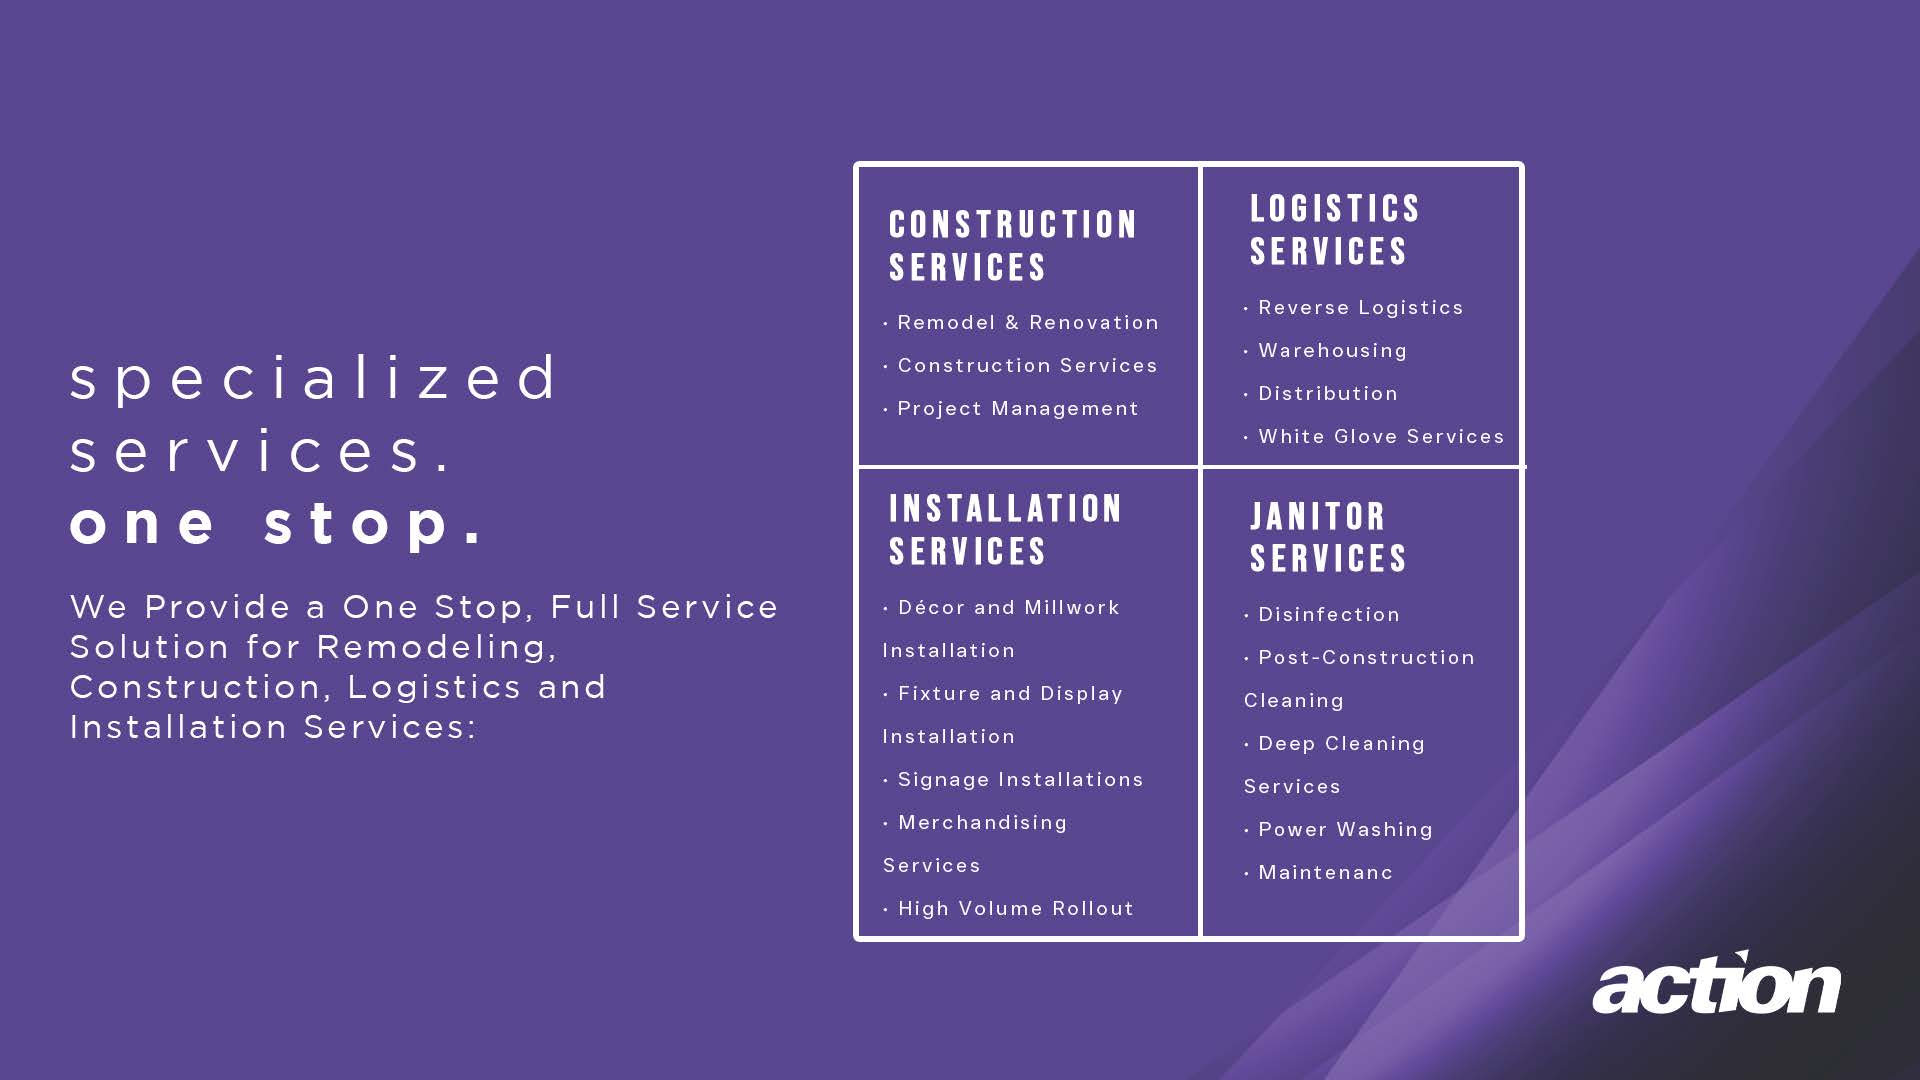 specialized
services.
one stop.
We Provide a One Stop, Full Service
Solution for Remodeling,
Construction, Logistics and
Installation Services:
CONSTRUCTION
SERVICES
· Remodel & Renovation
· Construction Services
· Project Management
LOGISTICS
SERVICES
· Reverse Logistics
· Warehousing
· Distribution
· White Glove Services
INSTALLATION
SERVICES
· Décor and Millwork
Installation
· Fixture and Display
Installation
· Signage Installations
· Merchandising
Services
· High Volume Rollout
JANITOR
SERVICES
· Disinfection
· Post-Construction
Cleaning
· Deep Cleaning
Services
· Power Washing
· Maintenanc
action